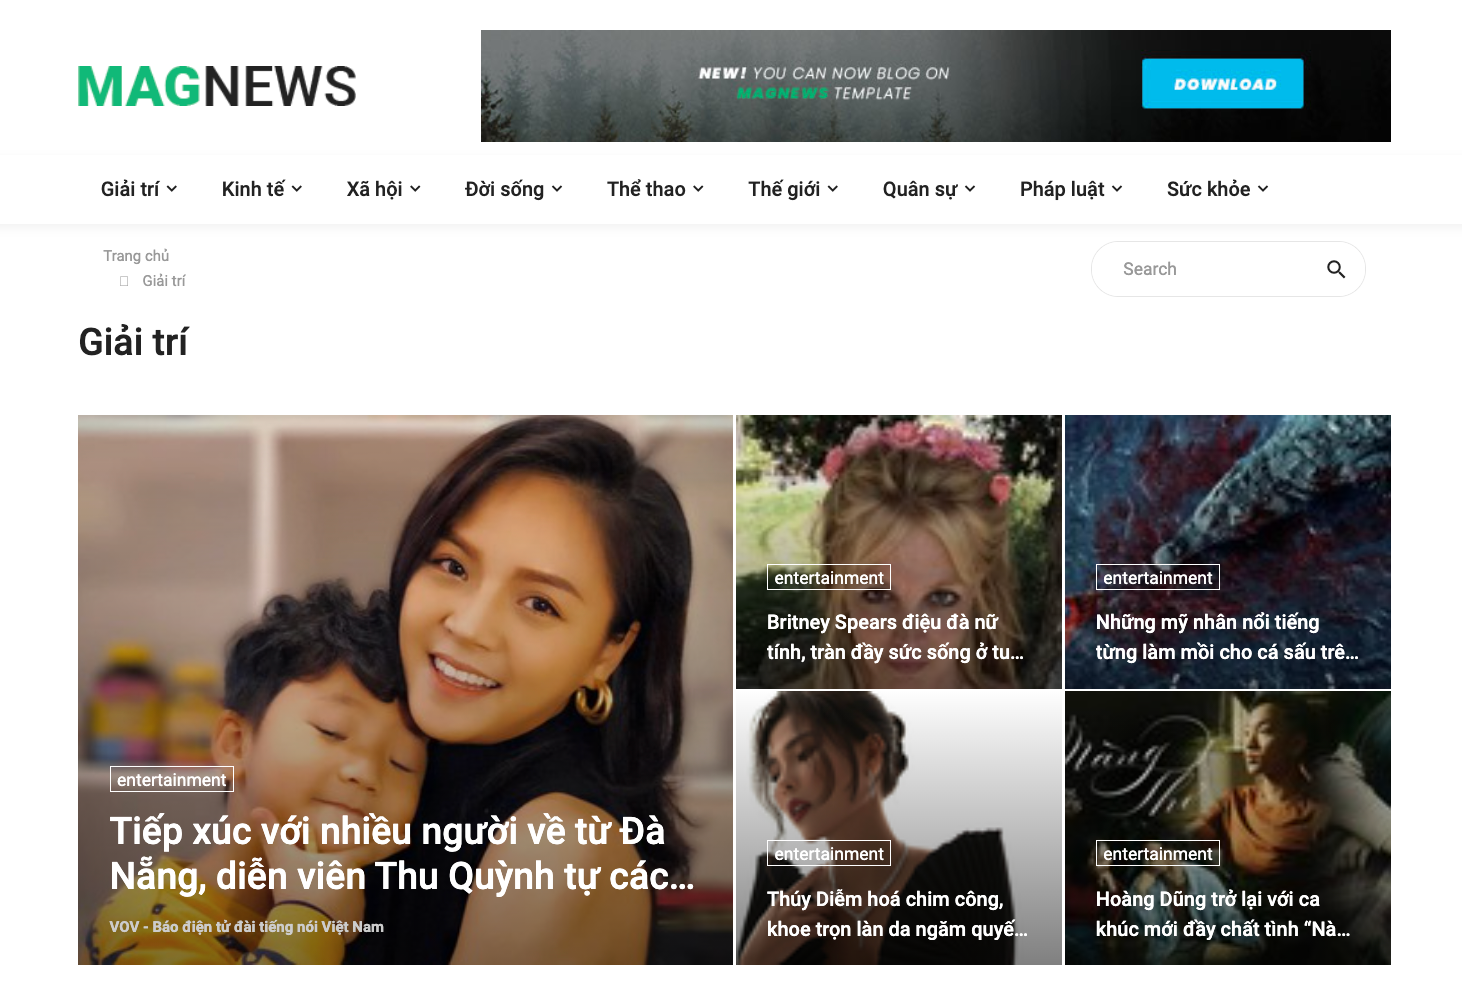 MAGNEWS
NEW! YOU CAN NOW BLOG ON
MAGNEWS TEMPLATE
DOWNLOAD
Giải trí
Kinh tế
Xã hội
Đời sống
Thể thao
Thế giới
Quân sự
Pháp luật
Sức khỏe
Trang chủ
Giải trí
Search
Giải trí
entertainment
Tiếp xúc với nhiều người về từ Đà
Nẵng, diễn viên Thu Quỳnh tự các...
VOV - Báo điện tử đài tiếng nói Việt Nam
entertainment
Britney Spears điệu đà nữ
tính, tràn đầy sức sống ở tu...
entertainment
Những mỹ nhân nổi tiếng
từng làm mồi cho cá sấu trê...
entertainment
Thúy Diễm hoá chim công,
khoe trọn làn da ngăm quyế...
Nàng
Thơ
entertainment
Hoàng Dũng trở lại với ca
khúc mới đầy chất tình “Nà...